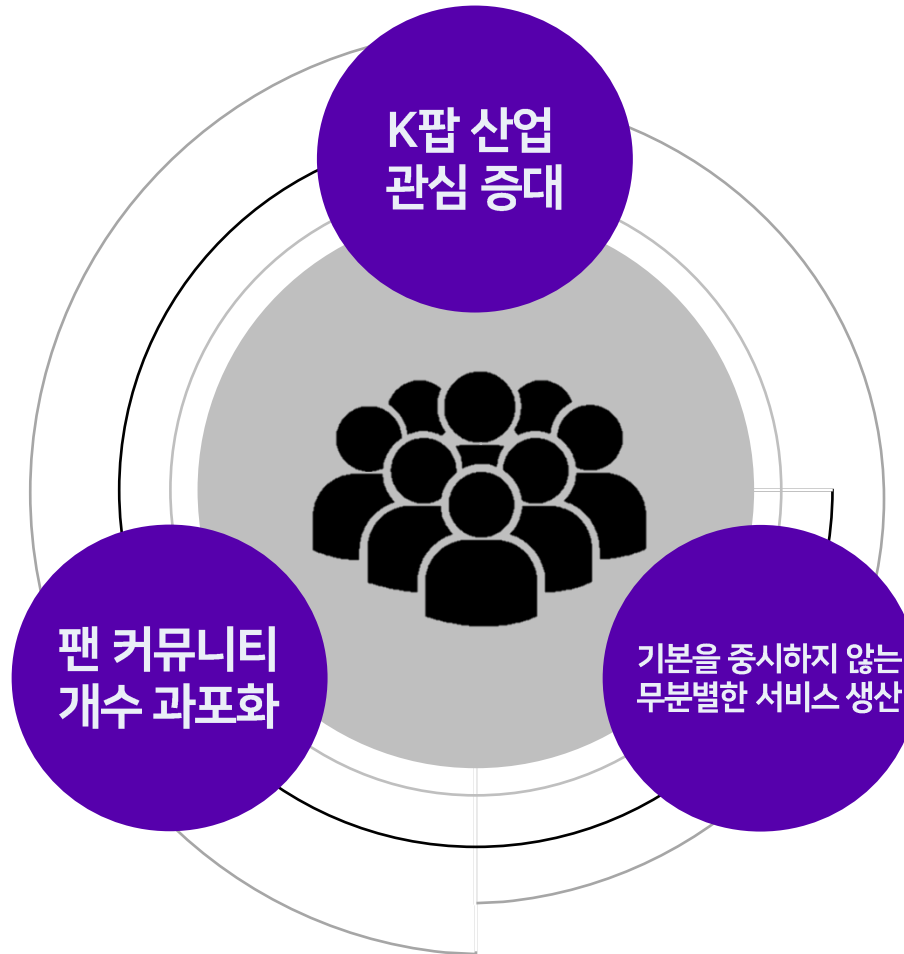 K팝 산업
관심 증대
팬 커뮤니티
개수 과포화
기본을 중시하지 않는
무분별한 서비스 생산